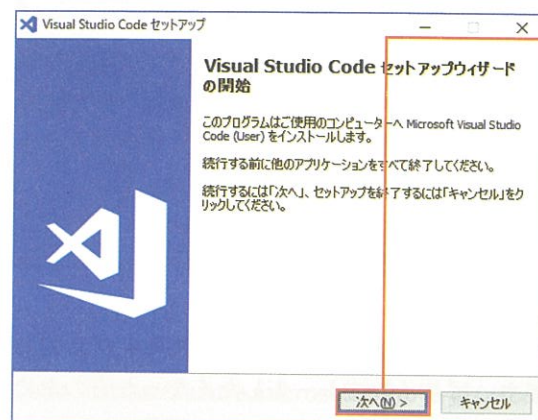 Visual Studio Code セットアップ
Visual Studio Code セットアップウィザード
の開始
このプログラムはご使用のコンピューターへ Microsoft Visual Studio
Code (User) をインストールします。
続行する前に他のアプリケーションをすべて終了してください。
続行するには「次へ」、セットアップを終了するには「キャンセル」をク
リックしてください。
次へ(N) >
キャンセル